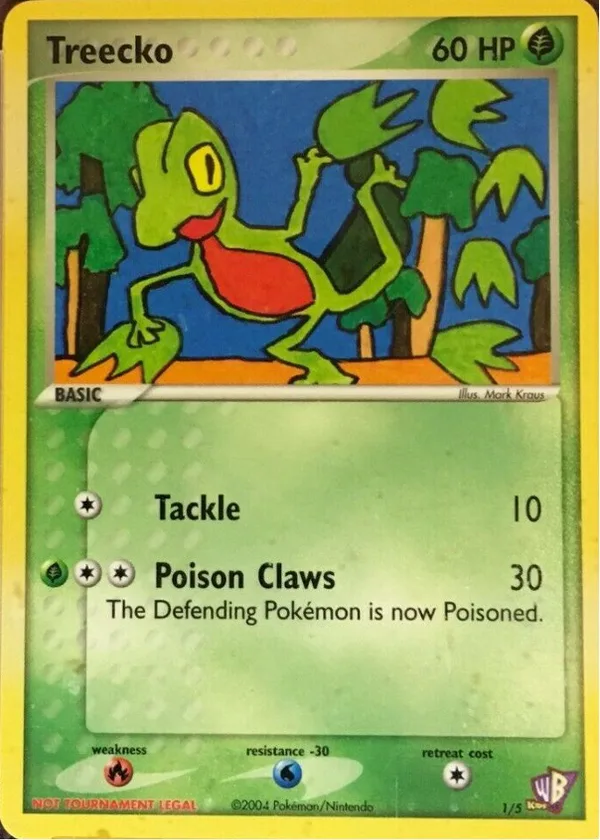 Treecko 60 HP
BASIC Illus. Mark Kraus
Tackle 10
Poison Claws 30
The Defending Pokémon is now Poisoned.
weakness resistance -30 retreat cost
NOT TOURNAMENT LEGAL ©2004 Pokémon/Nintendo 1/5 WB